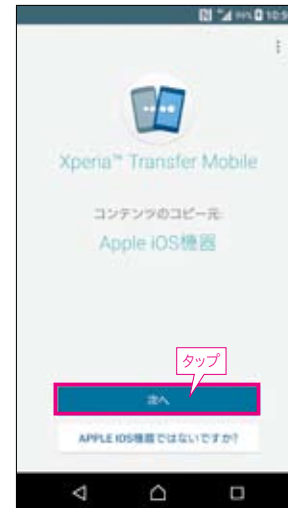 Xperia™ Transfer Mobile
コンテンツのコピー元:
Apple iOS機器
タップ
次へ
APPLE IOS機器ではないですか?